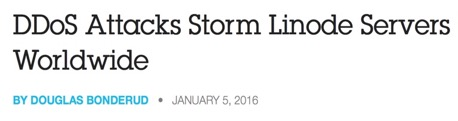 DDoS Attacks Storm Linode Servers
Worldwide
BY DOUGLAS BONDERUD • JANUARY 5, 2016